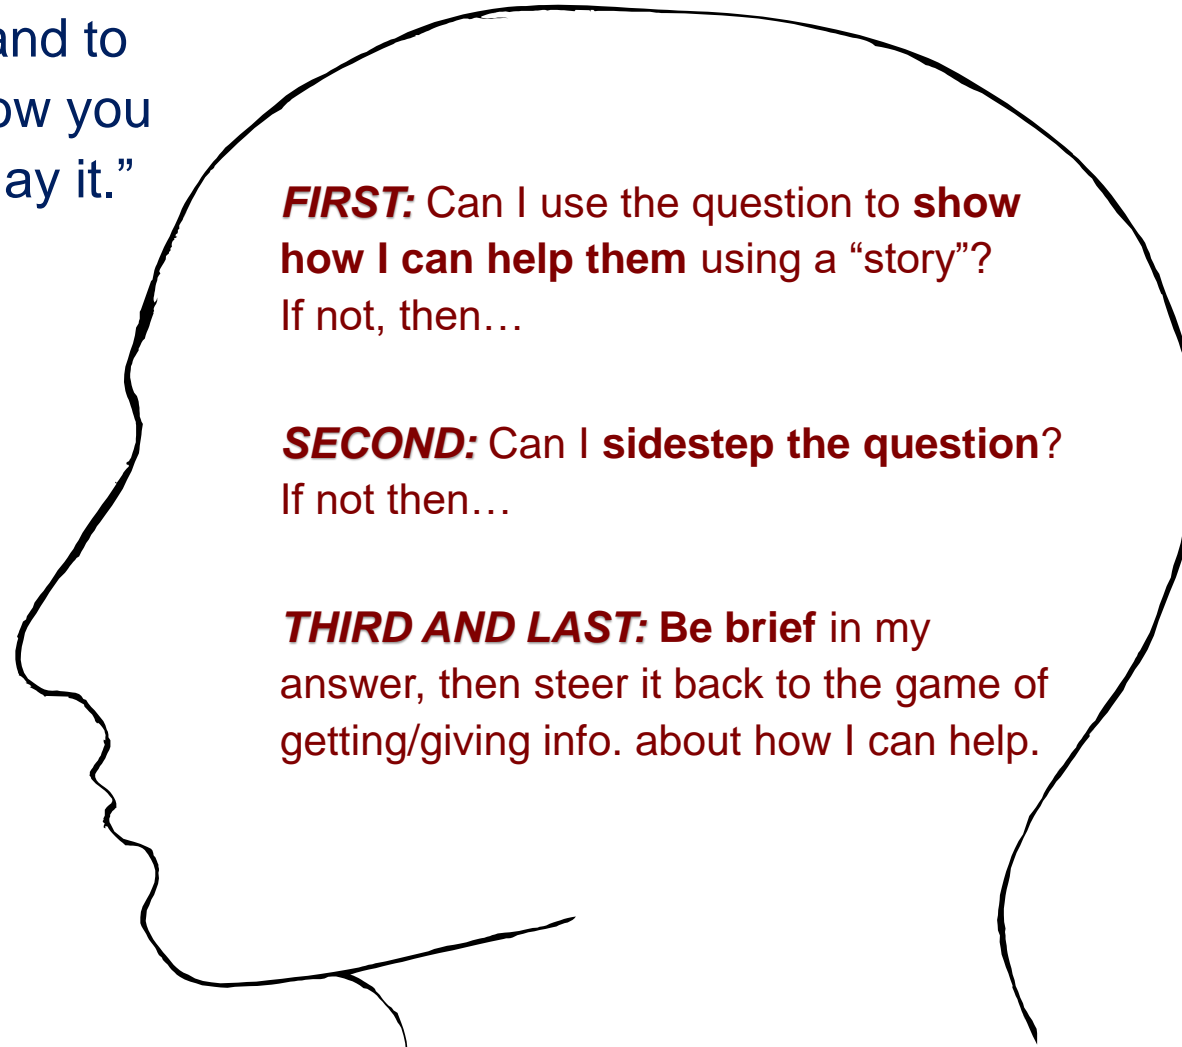 and to
ow you
ay it.”
FIRST: Can I use the question to show
how I can help them using a “story”?
If not, then…
SECOND: Can I sidestep the question?
If not then…
THIRD AND LAST: Be brief in my
answer, then steer it back to the game of
getting/giving info. about how I can help.